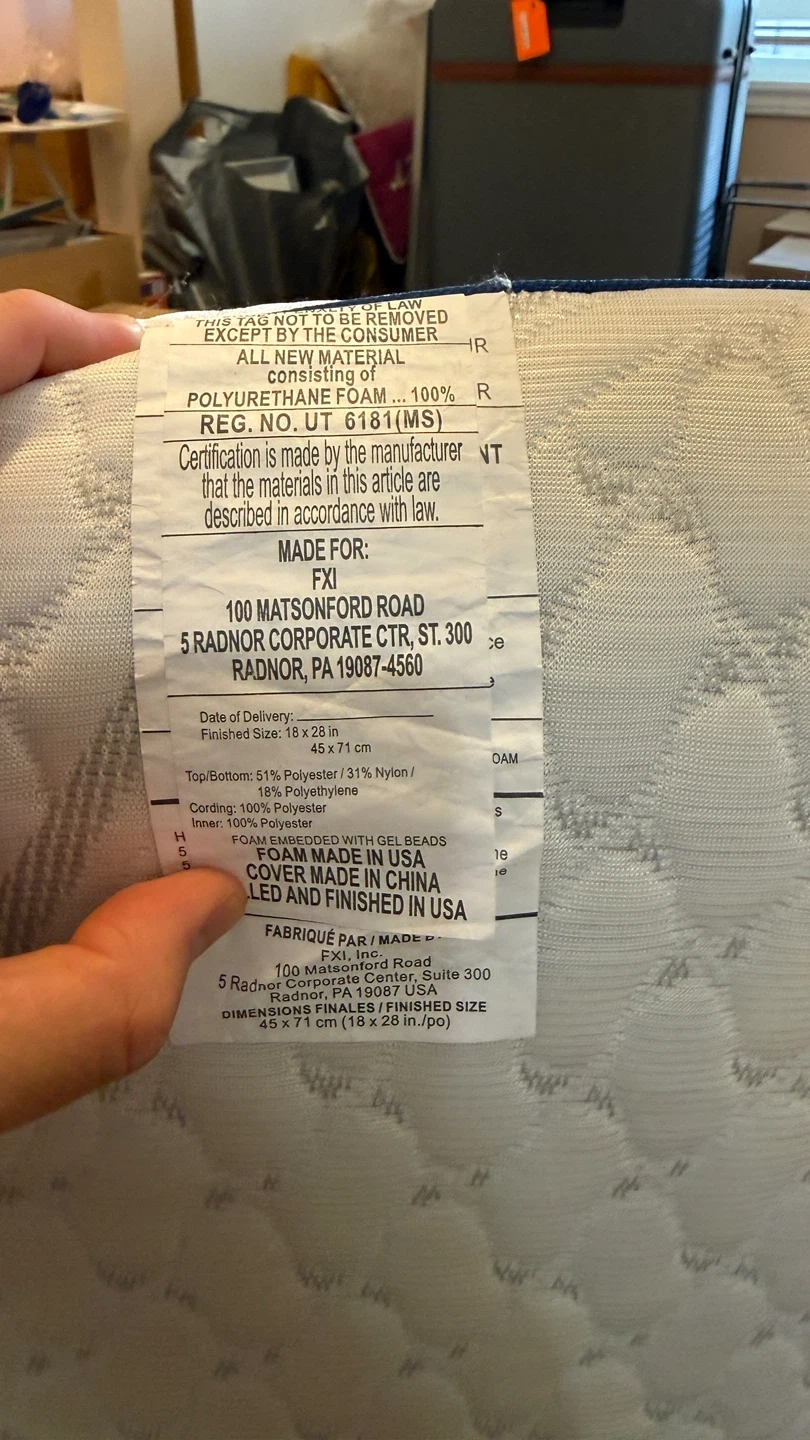 PENALTY OF LAW
THIS TAG NOT TO BE REMOVED
EXCEPT BY THE CONSUMER
ALL NEW MATERIAL
consisting of
POLYURETHANE FOAM ... 100%
REG. NO. UT 6181(MS)
Certification is made by the manufacturer
that the materials in this article are
described in accordance with law.
MADE FOR:
FXI
100 MATSONFORD ROAD
5 RADNOR CORPORATE CTR, ST. 300
RADNOR, PA 19087-4560
Date of Delivery:
Finished Size: 18 x 28 in
45 x 71 cm
Top/Bottom: 51% Polyester / 31% Nylon /
18% Polyethylene
Cording: 100% Polyester
Inner: 100% Polyester
FOAM EMBEDDED WITH GEL BEADS
FOAM MADE IN USA
COVER MADE IN CHINA
LED AND FINISHED IN USA
FABRIQUÉ PAR / MADE
FXI, Inc.
100 Matsonford Road
5 Radnor Corporate Center, Suite 300
Radnor, PA 19087 USA
DIMENSIONS FINALES / FINISHED SIZE
45 x 71 cm (18 x 28 in./po)